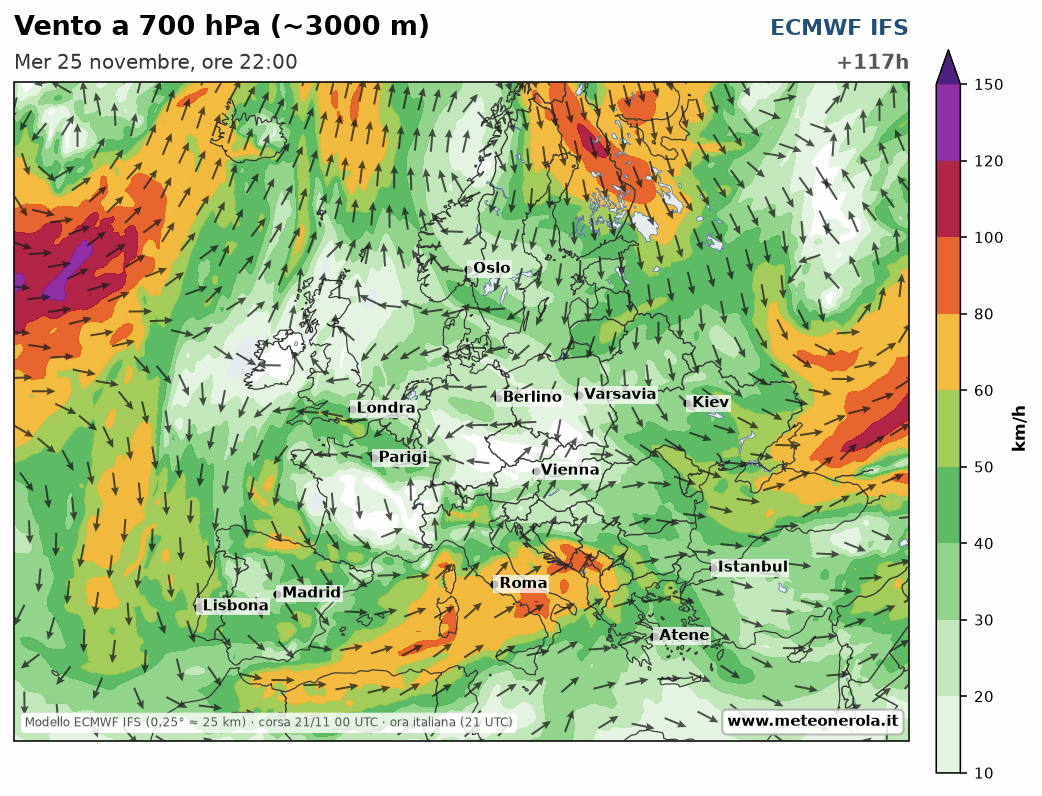 Vento a 700 hPa (~3000 m)
ECMWF IFS
Mer 25 novembre, ore 22:00
+117h
150
120
100
80
60
50
40
30
20
10
km/h
Oslo
Berlino
Varsavia
Kiev
Londra
Parigi
Vienna
Istanbul
Roma
Madrid
Lisbona
Atene
Modello ECMWF IFS (0,25° ≈ 25 km) · corsa 21/11 00 UTC · ora italiana (21 UTC)
www.meteonerola.it